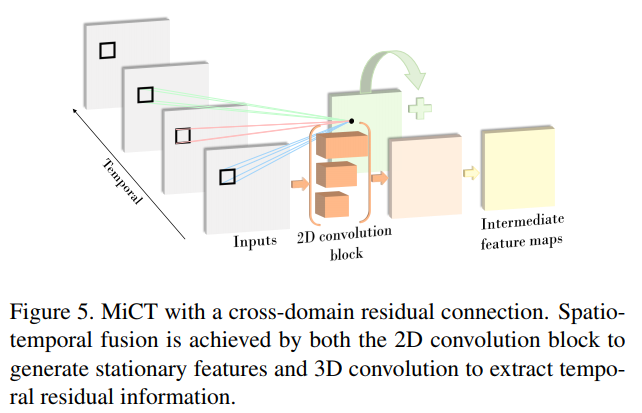 Temporal
Inputs
2D convolution
block
Intermediate
feature maps
Figure 5. MiCT with a cross-domain residual connection. Spatio-
temporal fusion is achieved by both the 2D convolution block to
generate stationary features and 3D convolution to extract tempo-
ral residual information.